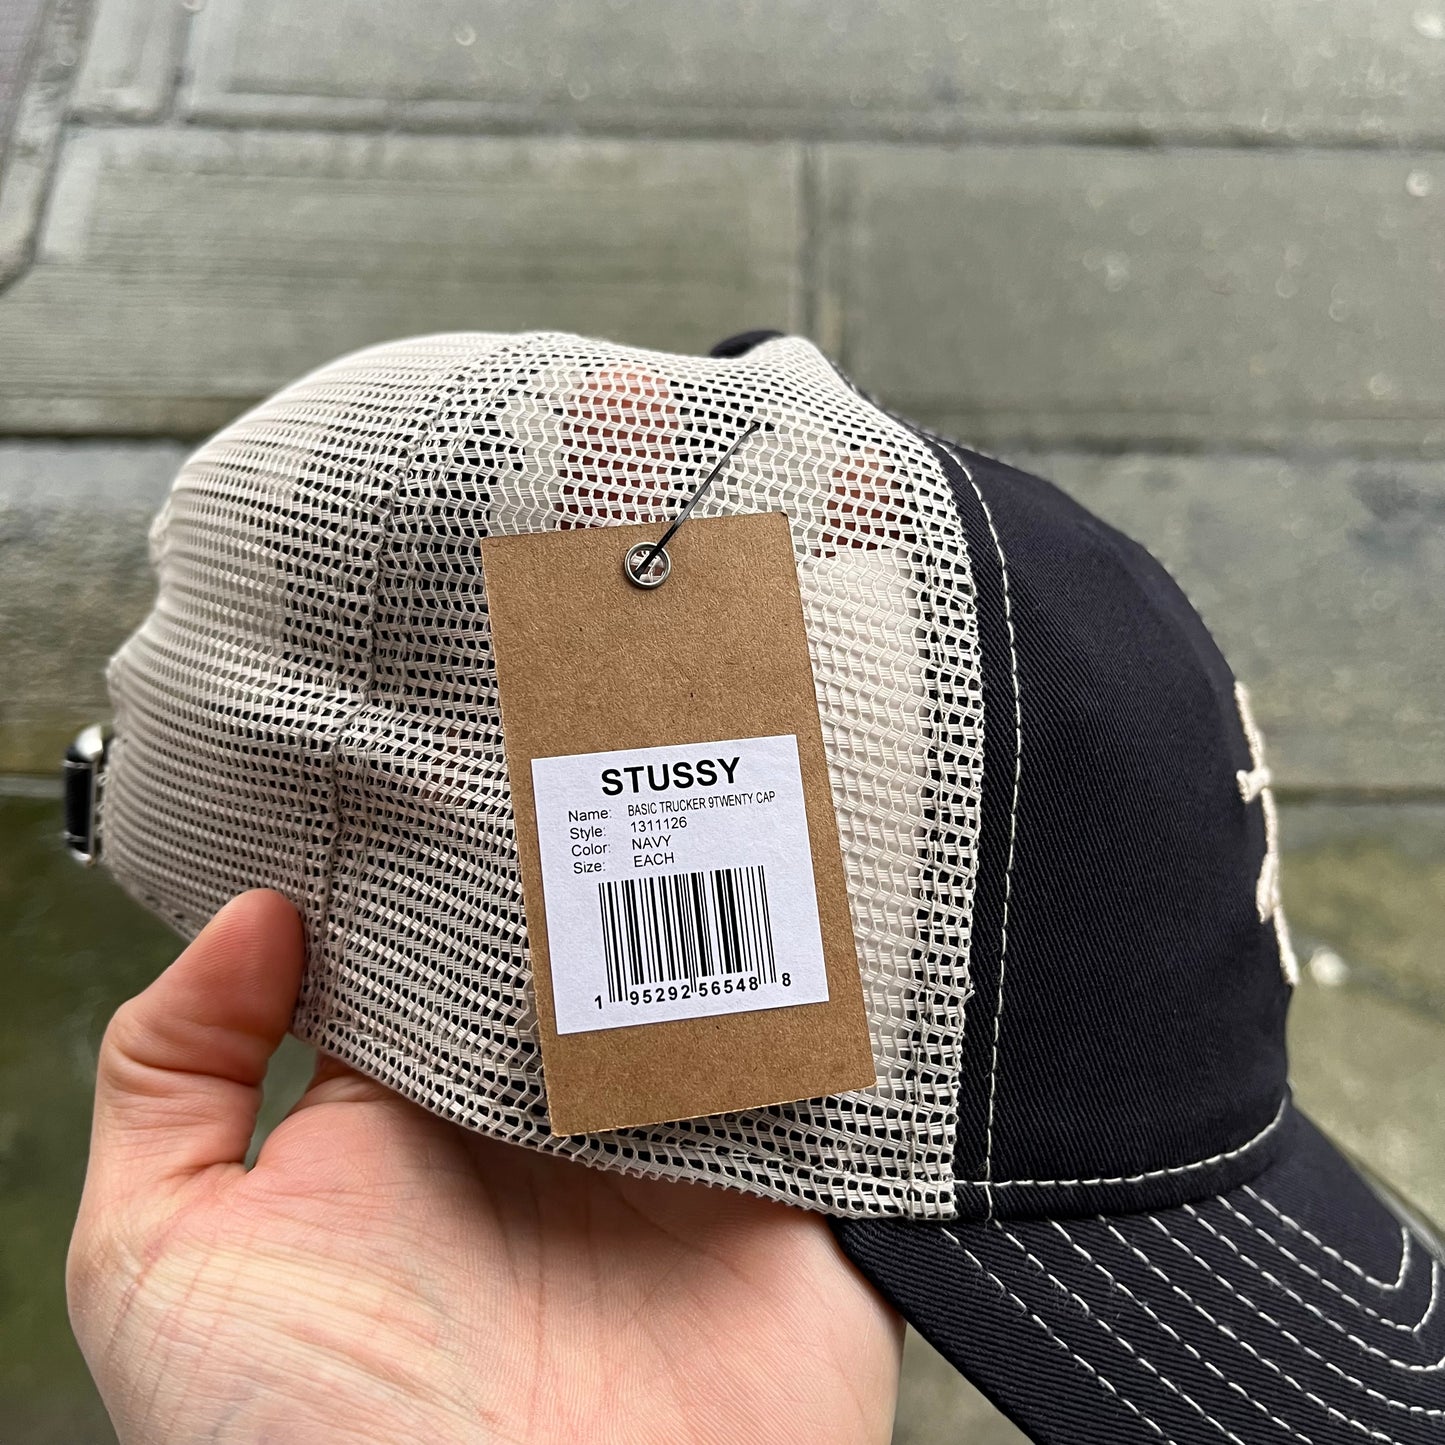 STUSSY
Name: BASIC TRUCKER 9TWENTY CAP
Style: 1311126
Color: NAVY
Size: EACH
1 95292 56548 8